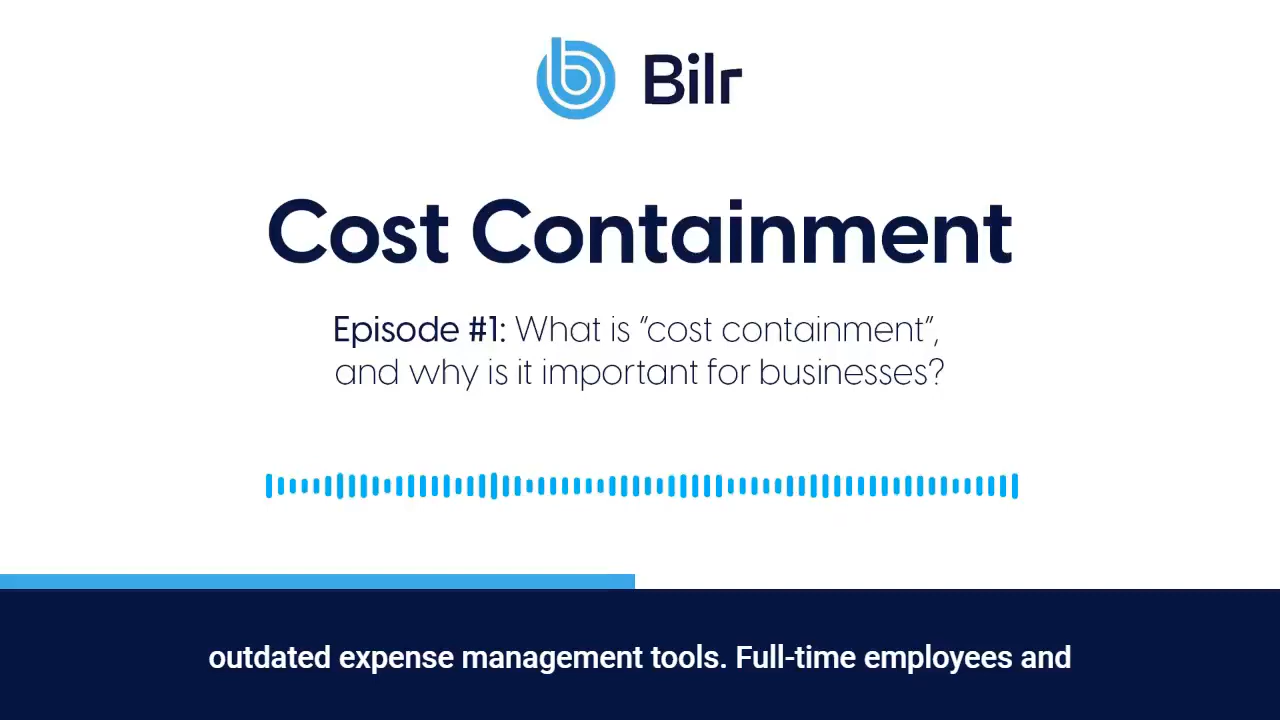 Bilr
Cost Containment
Episode #1: What is “cost containment”,
and why is it important for businesses?
outdated expense management tools. Full-time employees and